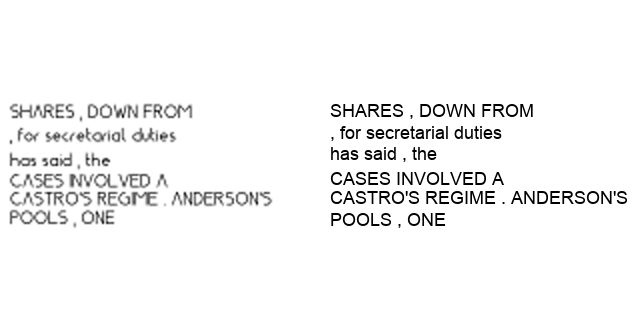 SHARES , DOWN FROM
, for secretarial duties
has said , the
CASES INVOLVED A
CASTRO'S REGIME . ANDERSON'S
POOLS , ONE
SHARES , DOWN FROM
, for secretarial duties
has said , the
CASES INVOLVED A
CASTRO'S REGIME . ANDERSON'S
POOLS , ONE